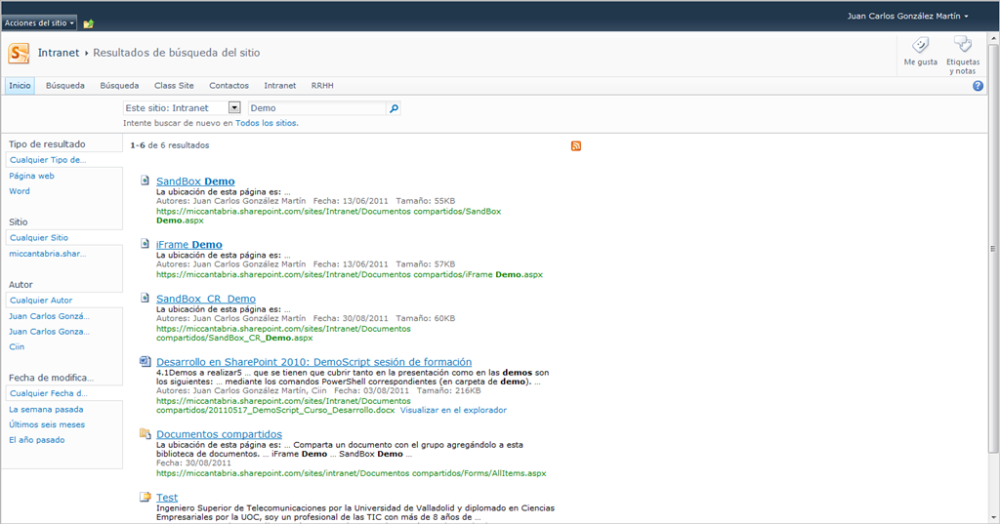 Acciones del sitio
Juan Carlos González Martín
Intranet Resultados de búsqueda del sitio
Me gusta
Etiquetas y notas
Inicio Búsqueda Búsqueda Class Site Contactos Intranet RRHH
Este sitio: Intranet Demo
Intente buscar de nuevo en Todos los sitios.
Tipo de resultado
Cualquier Tipo de...
Página web
Word
Sitio
Cualquier Sitio
miccantabria.shar...
Autor
Cualquier Autor
Juan Carlos Gonzá...
Juan Carlos Gonza...
Ciin
Fecha de modifica...
Cualquier Fecha d...
La semana pasada
Últimos seis meses
El año pasado
1-6 de 6 resultados
SandBox Demo
La ubicación de esta página es: ...
Autores: Juan Carlos González Martín Fecha: 13/06/2011 Tamaño: 55KB
https://miccantabria.sharepoint.com/sites/Intranet/Documentos compartidos/SandBox
Demo.aspx
iFrame Demo
La ubicación de esta página es: ...
Autores: Juan Carlos González Martín Fecha: 13/06/2011 Tamaño: 57KB
https://miccantabria.sharepoint.com/sites/Intranet/Documentos compartidos/iFrame Demo.aspx
SandBox_CR_Demo
La ubicación de esta página es: ...
Autores: Juan Carlos González Martín Fecha: 30/08/2011 Tamaño: 60KB
https://miccantabria.sharepoint.com/sites/Intranet/Documentos
compartidos/SandBox_CR_Demo.aspx
Desarrollo en SharePoint 2010: DemoScript sesión de formación
4.1Demos a realizar5 ... que se tienen que cubrir tanto en la presentación como en las demos son
los siguientes: ... mediante los comandos PowerShell correspondientes (en carpeta de demo). ...
Autores: Juan Carlos González Martín, Ciin Fecha: 03/08/2011 Tamaño: 216KB
https://miccantabria.sharepoint.com/sites/Intranet/Documentos
compartidos/20110517_DemoScript_Curso_Desarrollo.docx Visualizar en el explorador
Documentos compartidos
La ubicación de esta página es: ... Comparta un documento con el grupo agregándolo a esta
biblioteca de documentos. ... iFrame Demo ... SandBox Demo ...
Fecha: 30/08/2011
https://miccantabria.sharepoint.com/sites/intranet/Documentos compartidos/Forms/AllItems.aspx
Test
Ingeniero Superior de Telecomunicaciones por la Universidad de Valladolid y diplomado en Ciencias
Empresariales por la UOC, soy un profesional de las TIC con más de 8 años de ...